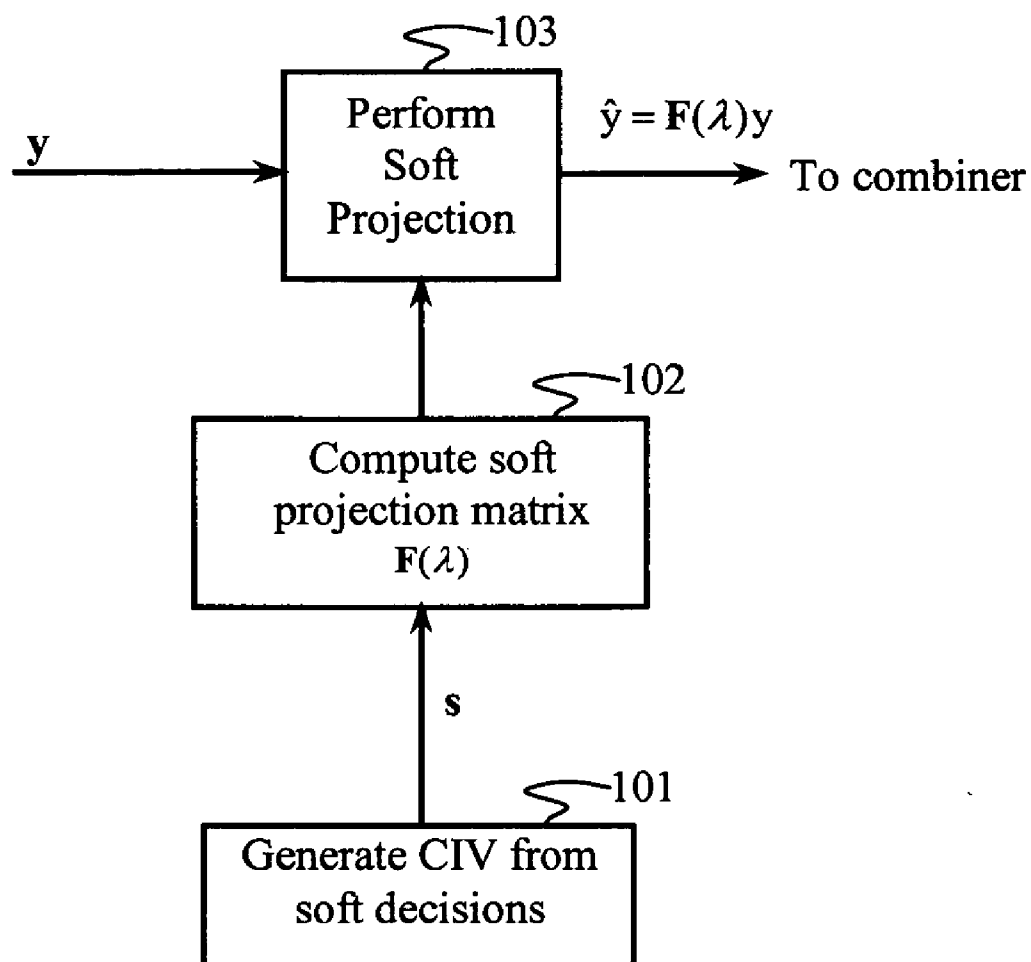 103
Perform
Soft
Projection
y
ŷ = F(λ)y
To combiner
102
Compute soft
projection matrix
F(λ)
s
101
Generate CIV from
soft decisions